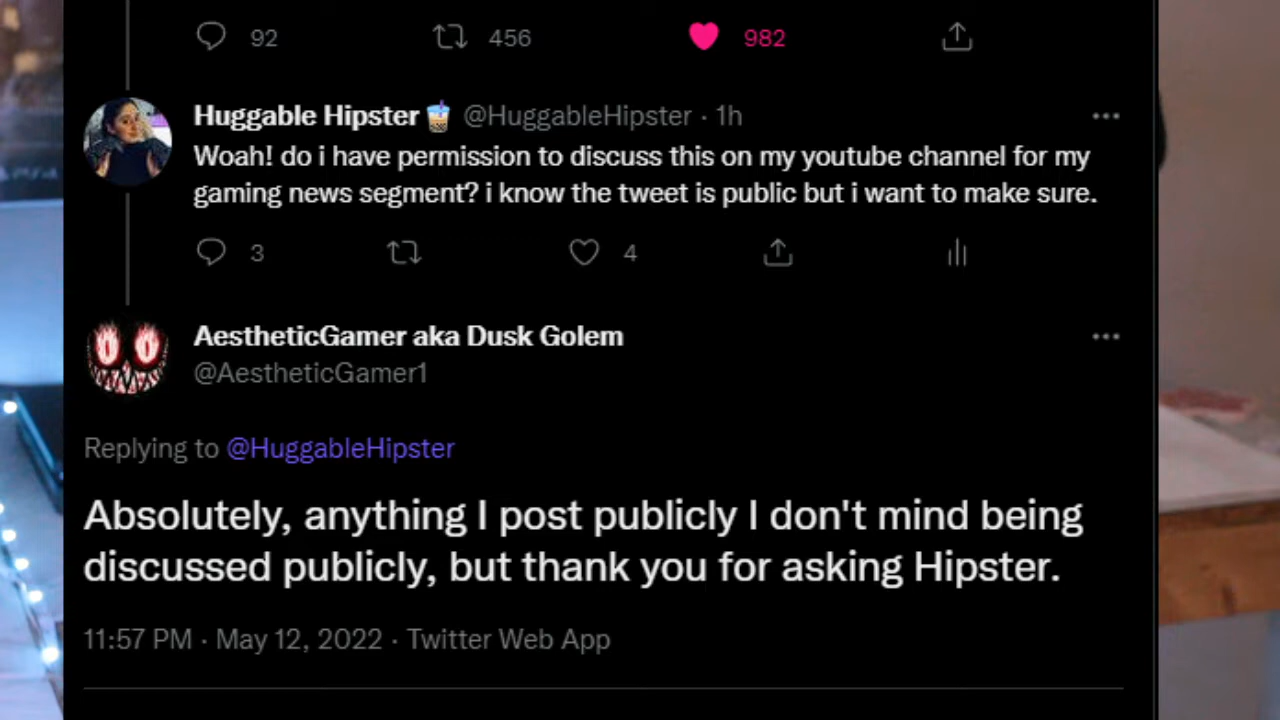 92 456 982
Huggable Hipster🧋 @HuggableHipster · 1h
Woah! do i have permission to discuss this on my youtube channel for my
gaming news segment? i know the tweet is public but i want to make sure.
3 4
AestheticGamer aka Dusk Golem
@AestheticGamer1
Replying to @HuggableHipster
Absolutely, anything I post publicly I don't mind being
discussed publicly, but thank you for asking Hipster.
11:57 PM · May 12, 2022 · Twitter Web App